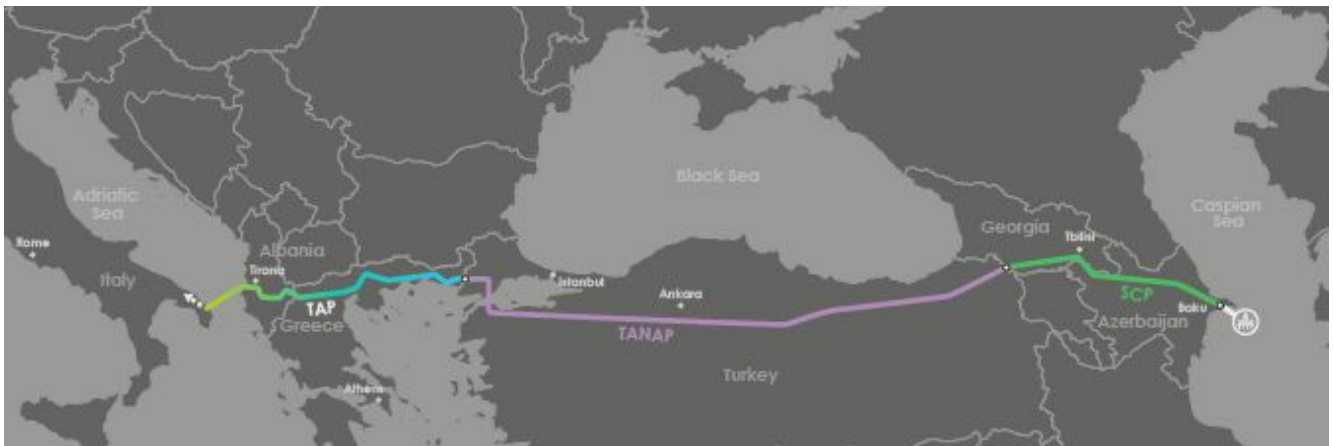 Black Sea
Adriatic
Sea
Caspian
Sea
Georgia
Tbilisi
Rome
Albania
Tirana
Italy
Istanbul
Ankara
TAP
Greece
SCP
Baku
Azerbaijan
TANAP
Turkey
Athens